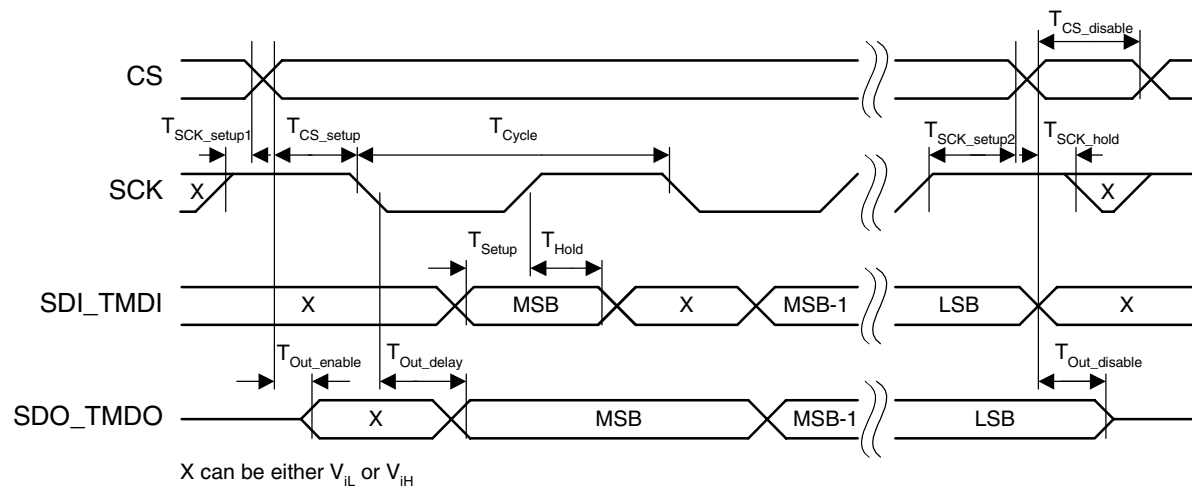 T_CS_disable
CS
T_SCK_setup1 T_CS_setup T_Cycle T_SCK_setup2 T_SCK_hold
SCK X X
T_Setup T_Hold
SDI_TMDI X MSB X MSB-1 LSB X
T_Out_enable T_Out_delay T_Out_disable
SDO_TMDO X MSB MSB-1 LSB
X can be either V_iL or V_iH